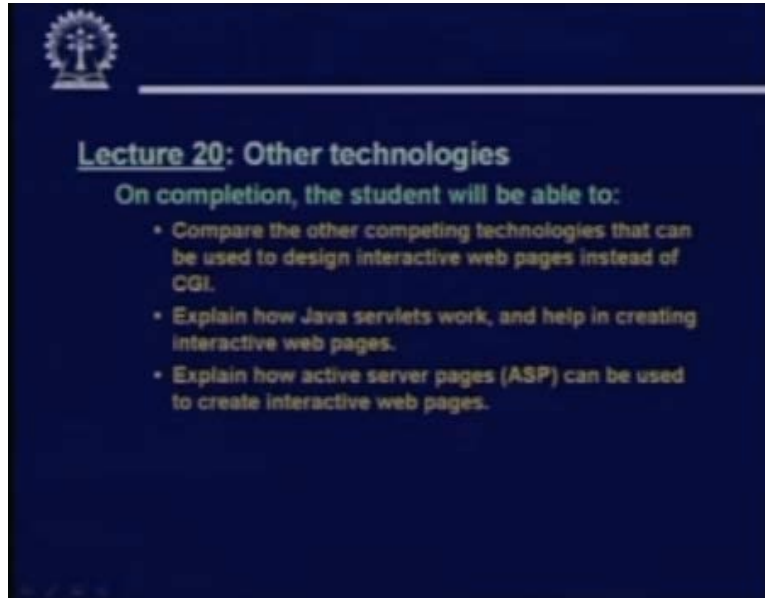 Lecture 20: Other technologies
On completion, the student will be able to:
• Compare the other competing technologies that can
be used to design interactive web pages instead of
CGI.
• Explain how Java servlets work, and help in creating
interactive web pages.
• Explain how active server pages (ASP) can be used
to create interactive web pages.